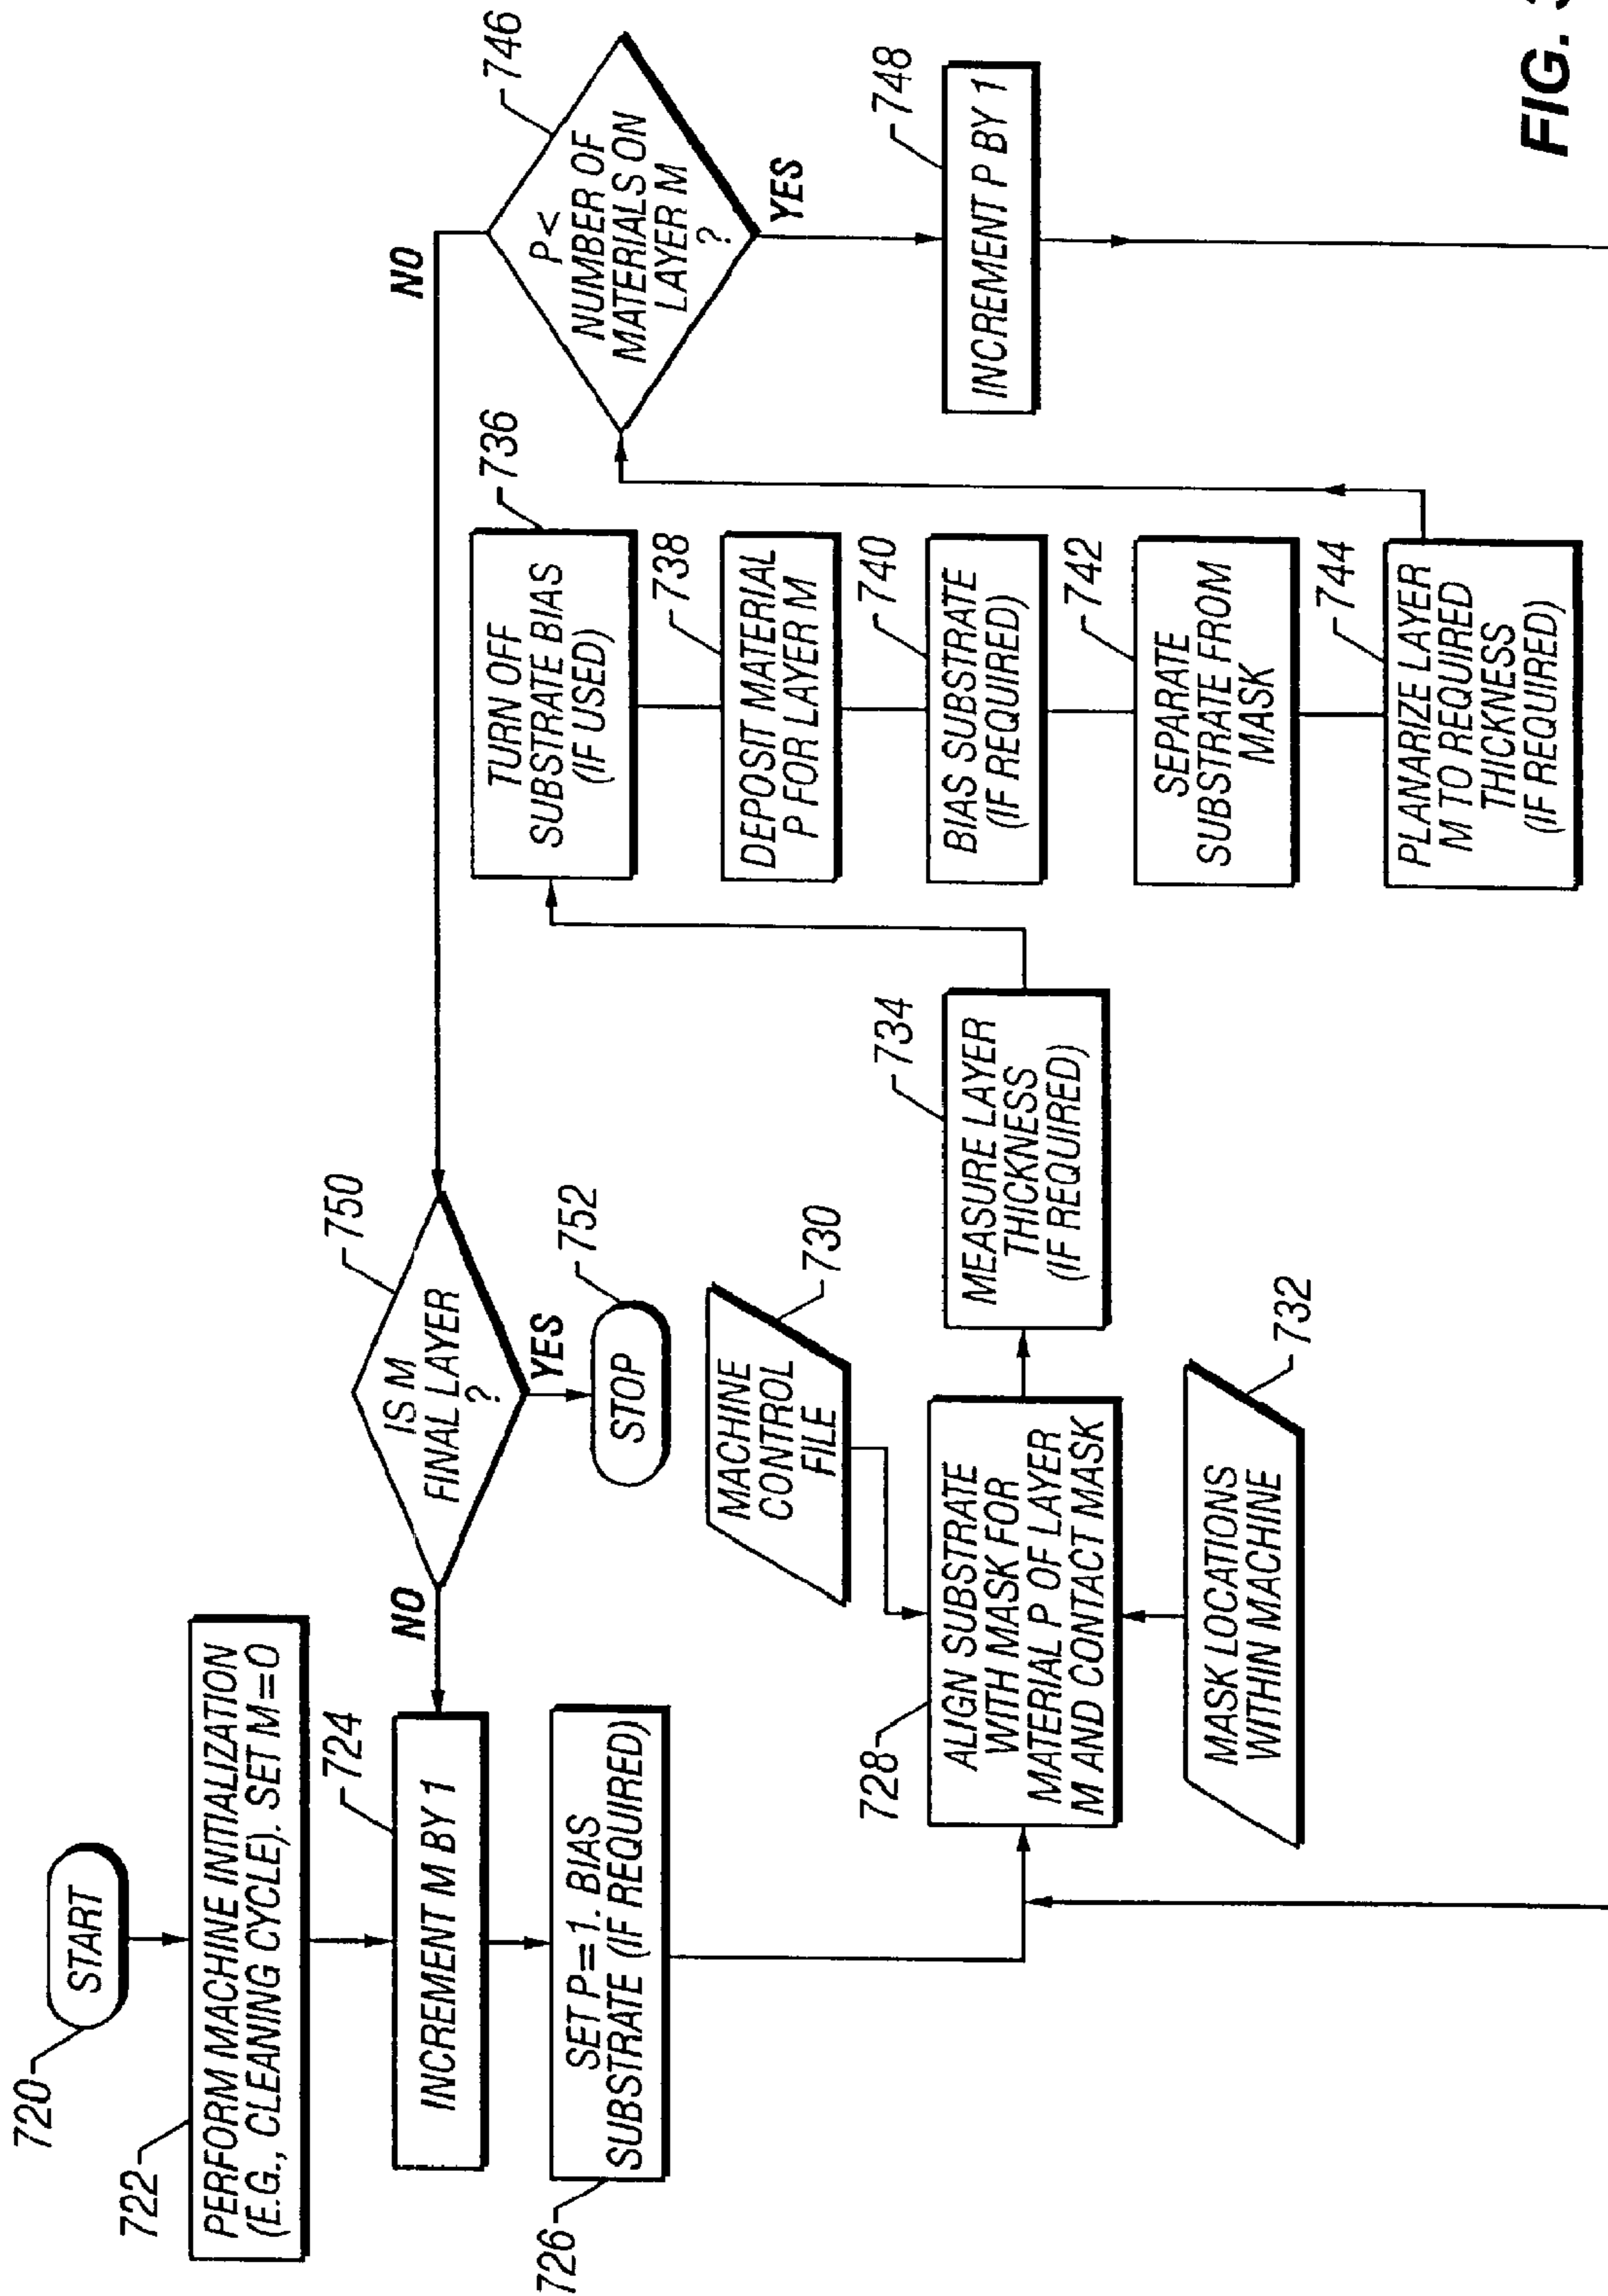 720
START
722
PERFORM MACHINE INITIALIZATION
(E.G., CLEANING CYCLE). SET M=0
724
INCREMENT M BY 1
726
SET P=1. BIAS
SUBSTRATE (IF REQUIRED)
728
ALIGN SUBSTRATE
WITH MASK FOR
MATERIAL P OF LAYER
M AND CONTACT MASK
730
MACHINE
CONTROL
FILE
732
MASK LOCATIONS
WITHIN MACHINE
734
MEASURE LAYER
THICKNESS
(IF REQUIRED)
736
TURN OFF
SUBSTRATE BIAS
(IF USED)
738
DEPOSIT MATERIAL
P FOR LAYER M
740
BIAS SUBSTRATE
(IF REQUIRED)
742
SEPARATE
SUBSTRATE FROM
MASK
744
PLANARIZE LAYER
M TO REQUIRED
THICKNESS
(IF REQUIRED)
746
P<
NUMBER OF
MATERIALS ON
LAYER M
?
YES
NO
748
INCREMENT P BY 1
750
IS M
FINAL LAYER
?
NO
YES
752
STOP
FIG.